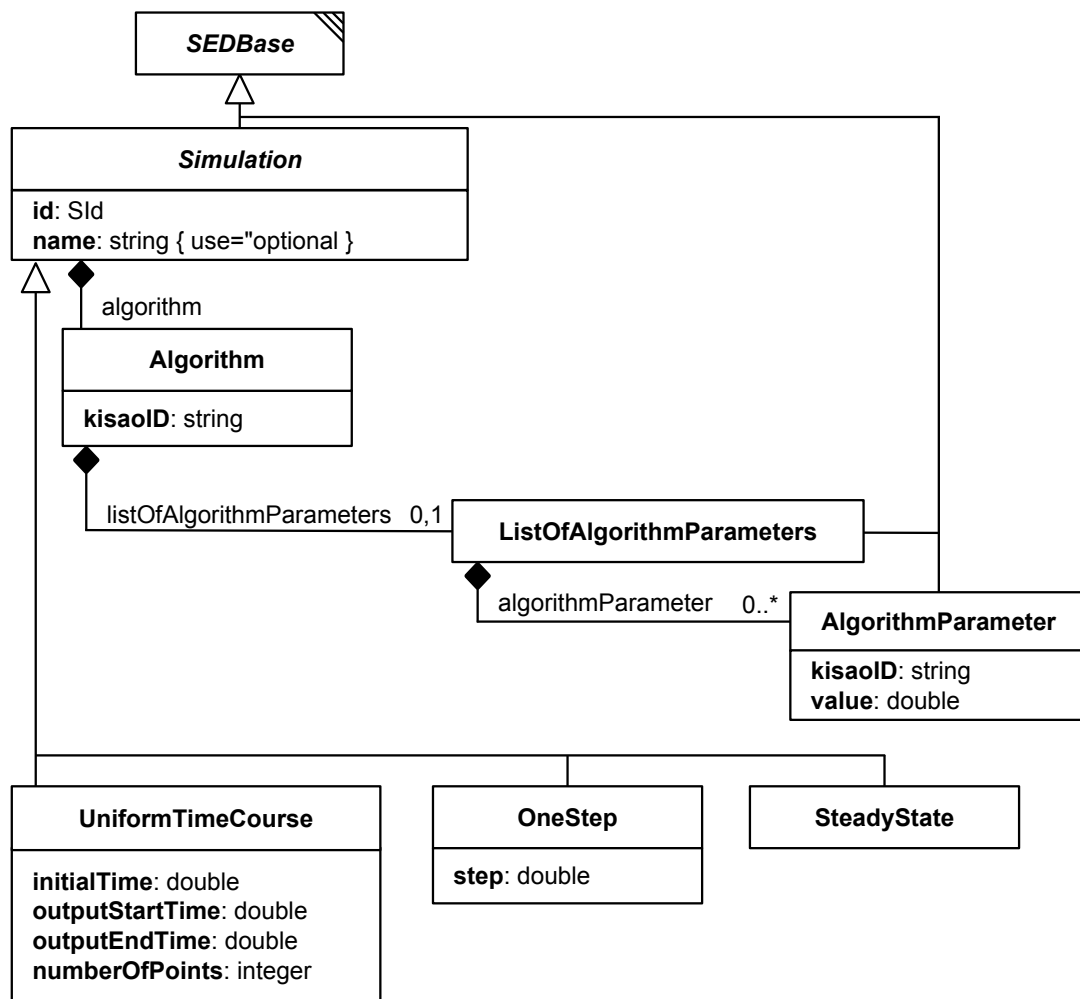 SEDBase
Simulation
id: SId
name: string { use="optional }
algorithm
Algorithm
kisaoID: string
listOfAlgorithmParameters 0,1
ListOfAlgorithmParameters
algorithmParameter 0..*
AlgorithmParameter
kisaoID: string
value: double
UniformTimeCourse
initialTime: double
outputStartTime: double
outputEndTime: double
numberOfPoints: integer
OneStep
step: double
SteadyState